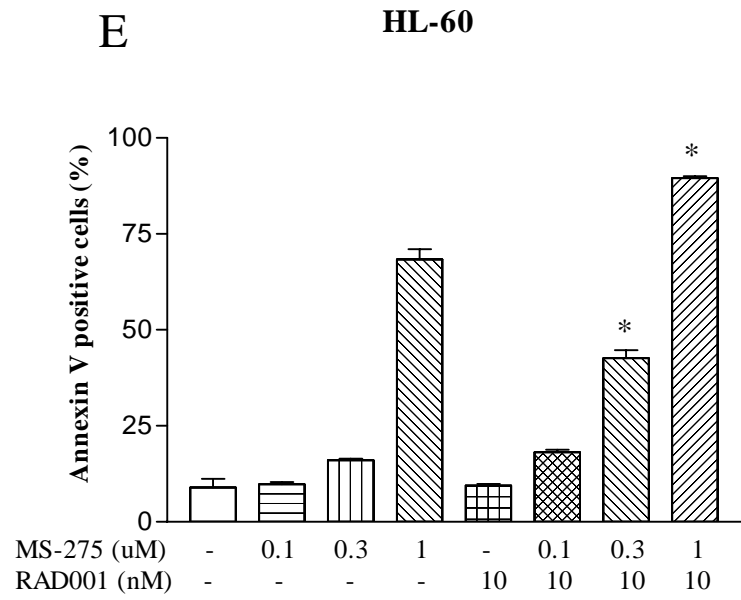 E
HL-60
Annexin V positive cells (%)
100
75
50
25
0
*
*
MS-275 (uM) - 0.1 0.3 1 - 0.1 0.3 1
RAD001 (nM) - - - - 10 10 10 10